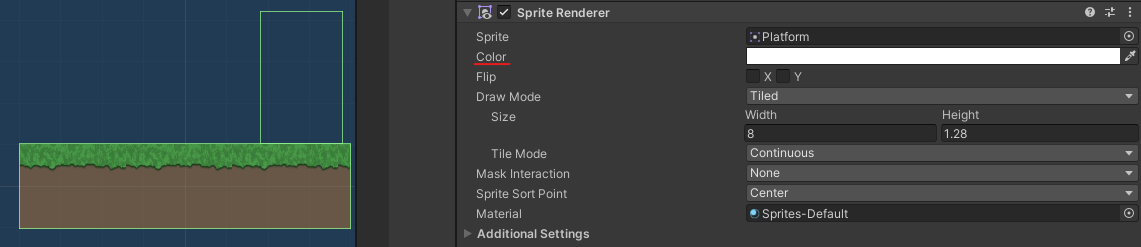 Sprite Renderer
Sprite Platform
Color
Flip X Y
Draw Mode Tiled
Size Width Height
8 1.28
Tile Mode Continuous
Mask Interaction None
Sprite Sort Point Center
Material Sprites-Default
Additional Settings